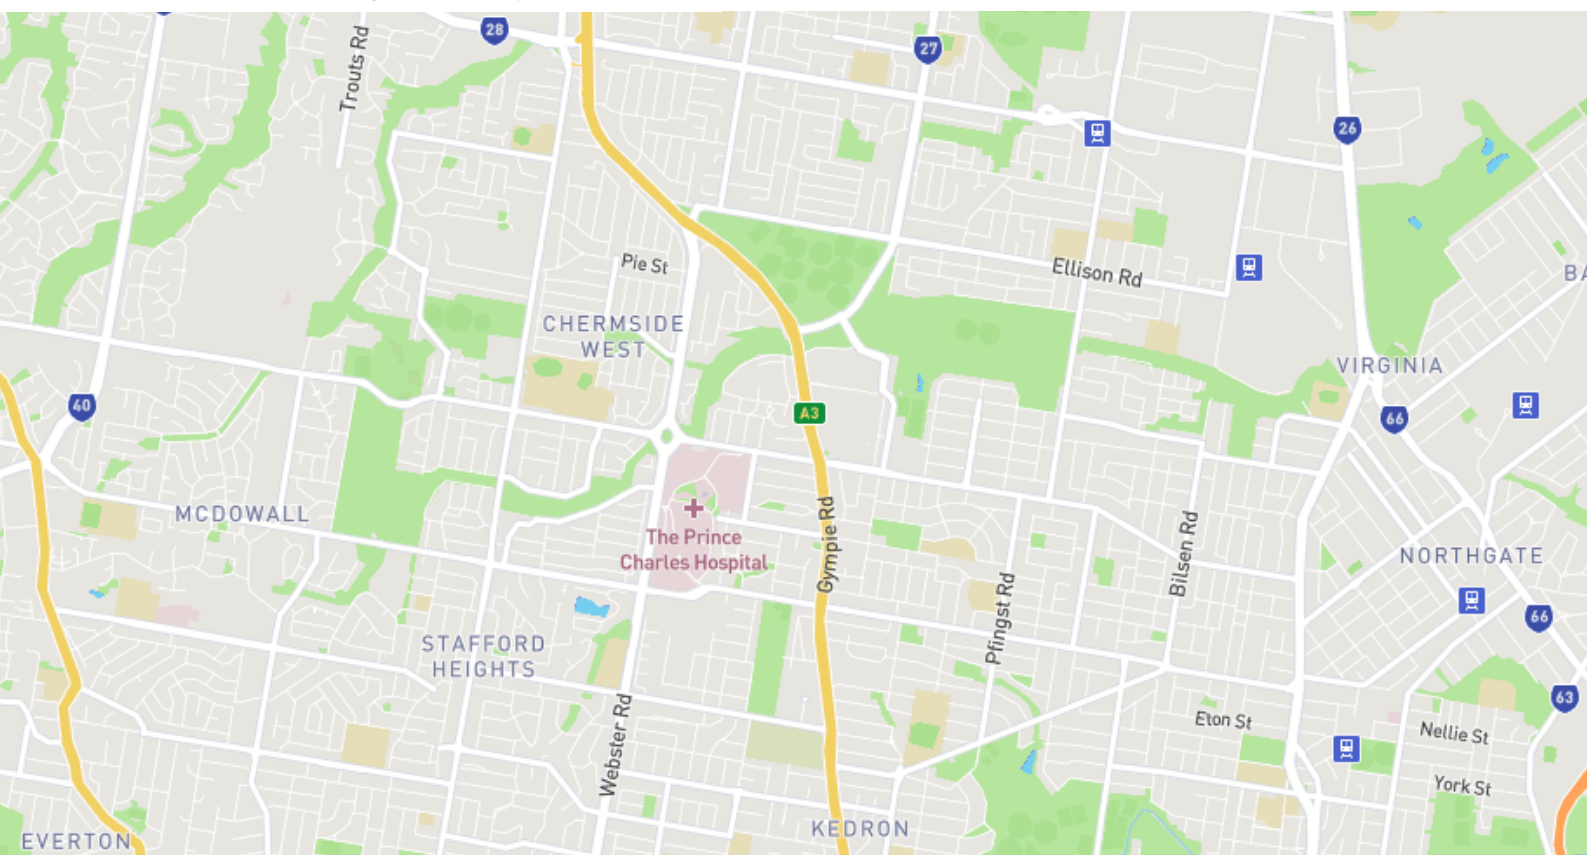 28
Trouts Rd
27
26
Pie St
Ellison Rd
BA
CHERMSIDE
WEST
VIRGINIA
40
A3
66
MCDOWALL
The Prince
Charles Hospital
Gympie Rd
Bilsen Rd
NORTHGATE
Pfingst Rd
66
STAFFORD
HEIGHTS
63
Webster Rd
Eton St
Nellie St
York St
KEDRON
EVERTON